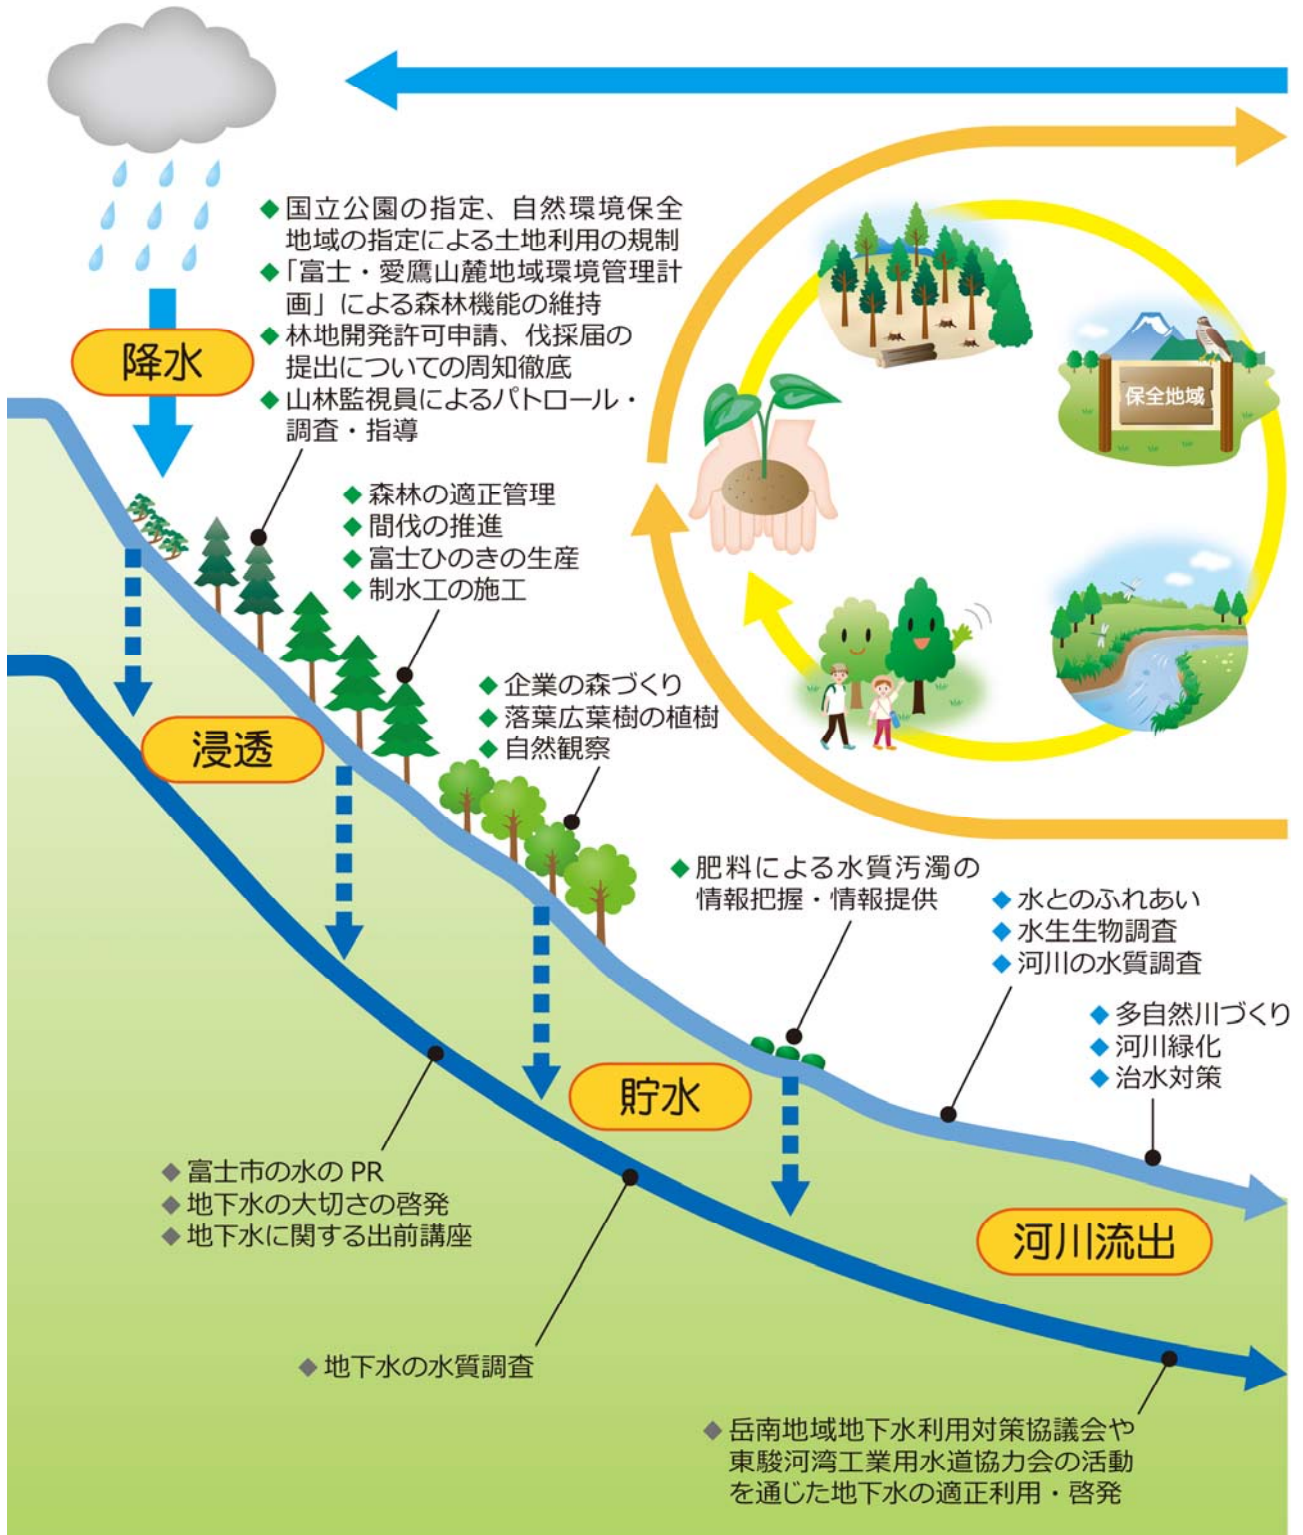 ◆国立公園の指定、自然環境保全
地域の指定による土地利用の規制
◆「富士・愛鷹山麓地域環境管理計
画」による森林機能の維持
◆林地開発許可申請、伐採届の
提出についての周知徹底
◆山林監視員によるパトロール・
調査・指導
降水
保全地域
◆森林の適正管理
◆間伐の推進
◆富士ひのきの生産
◆制水工の施工
◆企業の森づくり
◆落葉広葉樹の植樹
◆自然観察
浸透
◆肥料による水質汚濁の
情報把握・情報提供
◆水とのふれあい
◆水生生物調査
◆河川の水質調査
◆多自然川づくり
◆河川緑化
◆治水対策
貯水
◆富士市の水の PR
◆地下水の大切さの啓発
◆地下水に関する出前講座
河川流出
◆地下水の水質調査
◆岳南地域地下水利用対策協議会や
東駿河湾工業用水道協力会の活動
を通じた地下水の適正利用・啓発